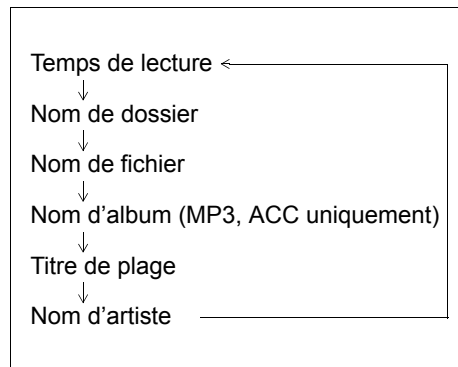 Temps de lecture
Nom de dossier
Nom de fichier
Nom d'album (MP3, ACC uniquement)
Titre de plage
Nom d'artiste